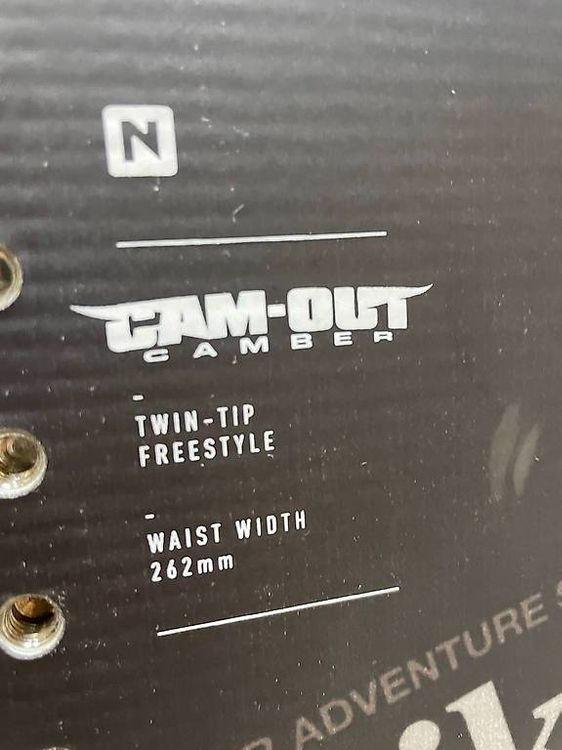 N
CAM-OUT
CAMBER
-
TWIN-TIP
FREESTYLE
-
WAIST WIDTH
262mm
ADVENTURE